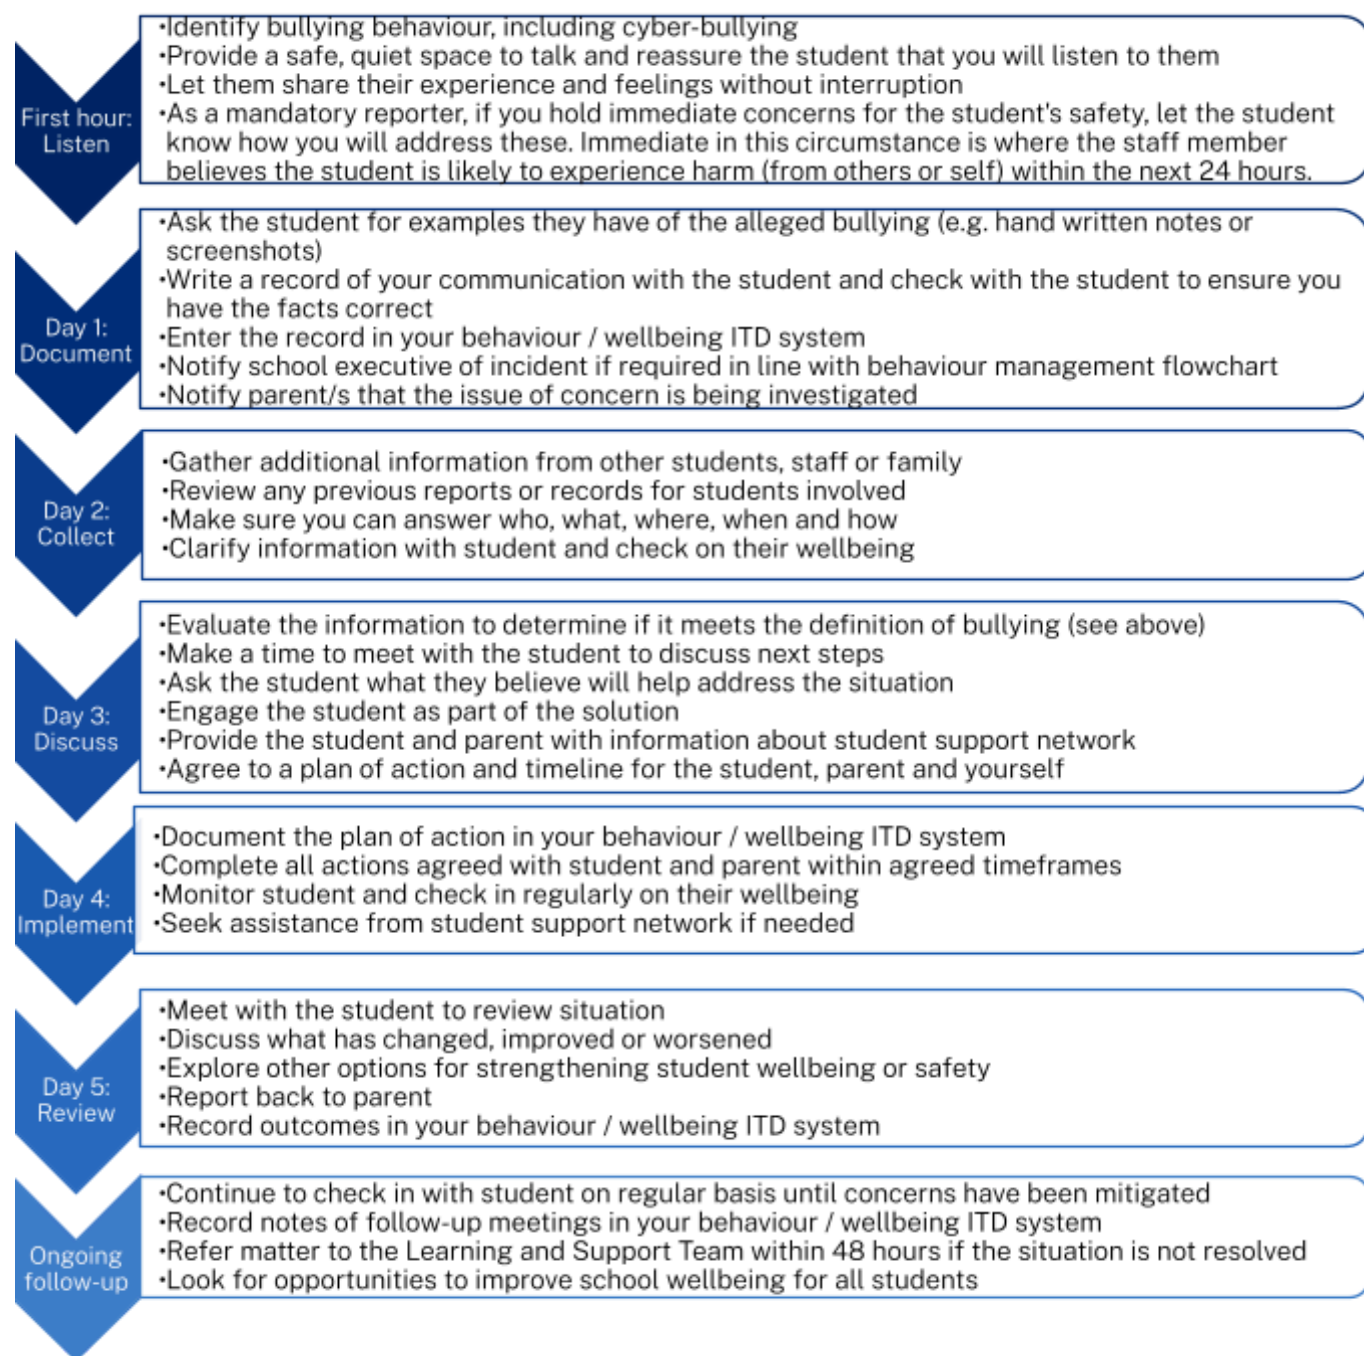 First hour:
Listen
•Identify bullying behaviour, including cyber-bullying
•Provide a safe, quiet space to talk and reassure the student that you will listen to them
•Let them share their experience and feelings without interruption
•As a mandatory reporter, if you hold immediate concerns for the student's safety, let the student
know how you will address these. Immediate in this circumstance is where the staff member
believes the student is likely to experience harm (from others or self) within the next 24 hours.
Day 1:
Document
•Ask the student for examples they have of the alleged bullying (e.g. hand written notes or
screenshots)
•Write a record of your communication with the student and check with the student to ensure you
have the facts correct
•Enter the record in your behaviour / wellbeing ITD system
•Notify school executive of incident if required in line with behaviour management flowchart
•Notify parent/s that the issue of concern is being investigated
Day 2:
Collect
•Gather additional information from other students, staff or family
•Review any previous reports or records for students involved
•Make sure you can answer who, what, where, when and how
•Clarify information with student and check on their wellbeing
Day 3:
Discuss
•Evaluate the information to determine if it meets the definition of bullying (see above)
•Make a time to meet with the student to discuss next steps
•Ask the student what they believe will help address the situation
•Engage the student as part of the solution
•Provide the student and parent with information about student support network
•Agree to a plan of action and timeline for the student, parent and yourself
Day 4:
Implement
•Document the plan of action in your behaviour / wellbeing ITD system
•Complete all actions agreed with student and parent within agreed timeframes
•Monitor student and check in regularly on their wellbeing
•Seek assistance from student support network if needed
Day 5:
Review
•Meet with the student to review situation
•Discuss what has changed, improved or worsened
•Explore other options for strengthening student wellbeing or safety
•Report back to parent
•Record outcomes in your behaviour / wellbeing ITD system
Ongoing
follow-up
•Continue to check in with student on regular basis until concerns have been mitigated
•Record notes of follow-up meetings in your behaviour / wellbeing ITD system
•Refer matter to the Learning and Support Team within 48 hours if the situation is not resolved
•Look for opportunities to improve school wellbeing for all students